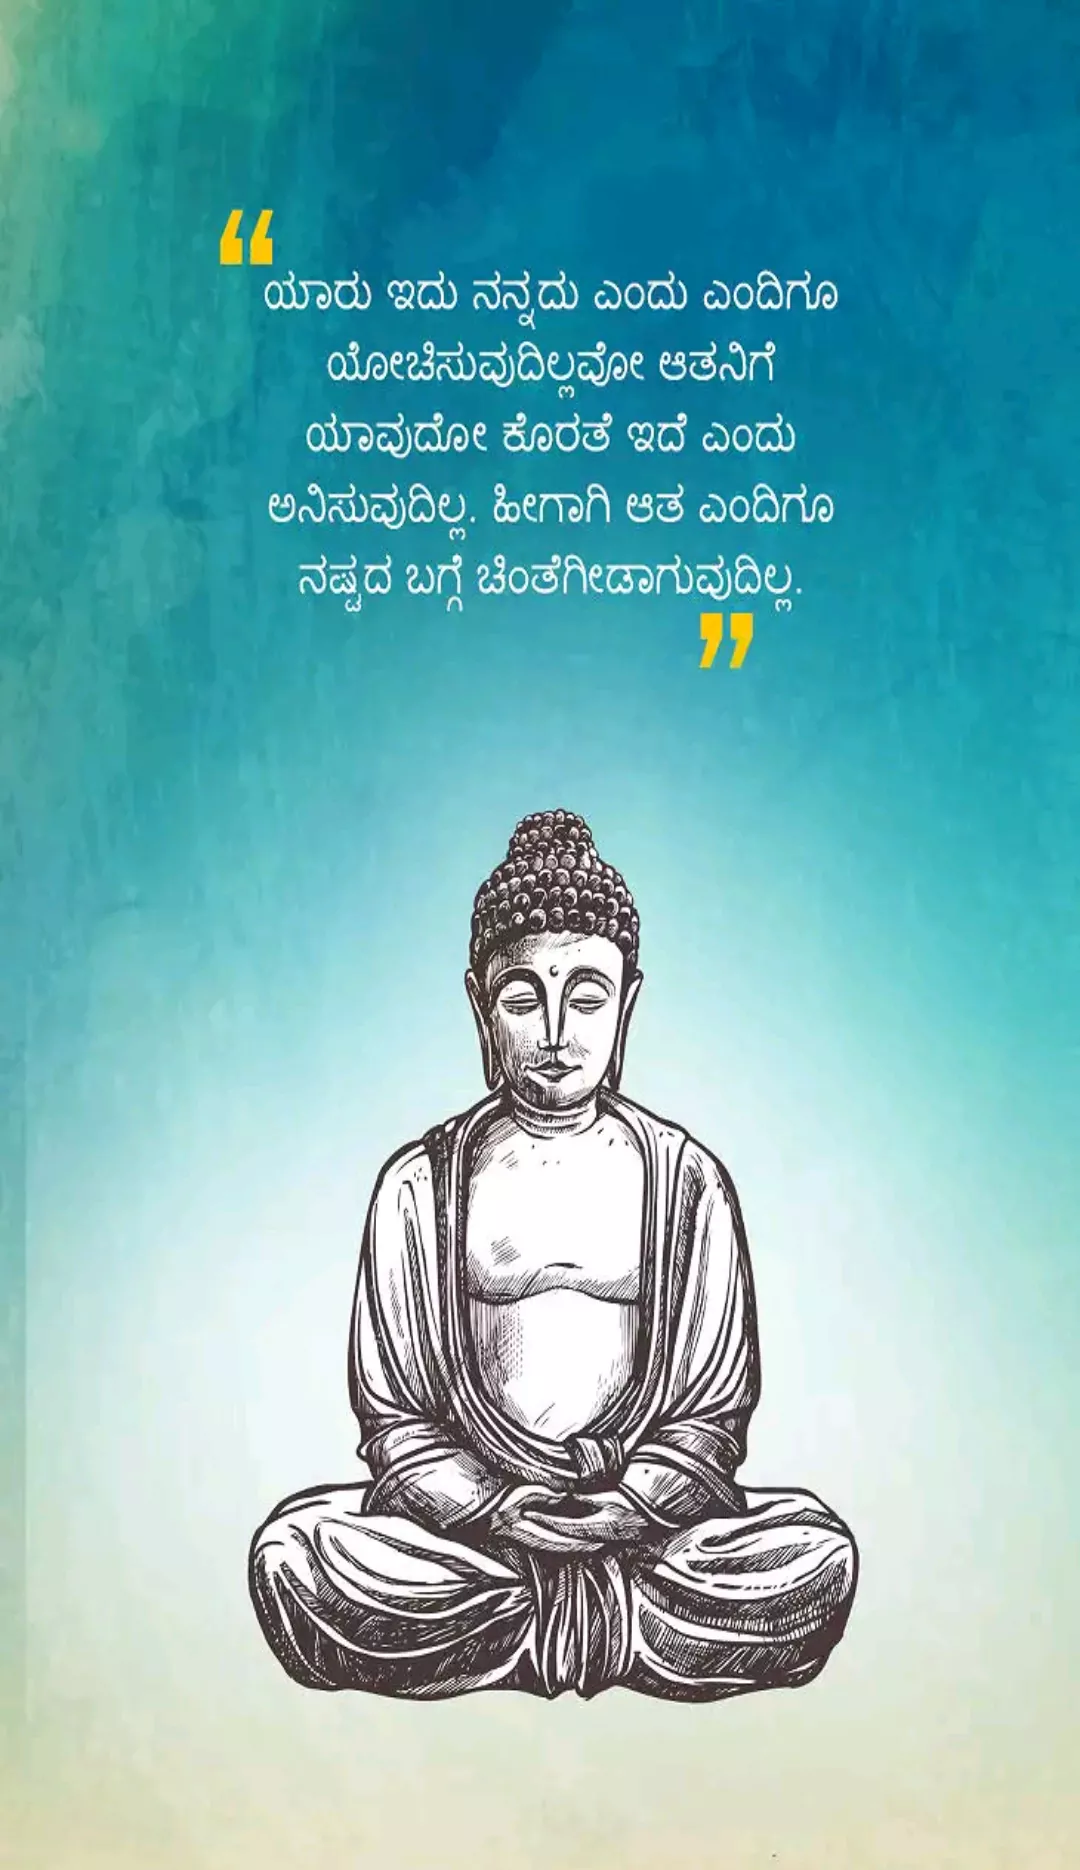 “ಯಾರು ಇದು ನನ್ನದು ಎಂದು ಎಂದಿಗೂ
ಯೋಚಿಸುವುದಿಲ್ಲವೋ ಆತನಿಗೆ
ಯಾವುದೋ ಕೊರತೆ ಇದೆ ಎಂದು
ಅನಿಸುವುದಿಲ್ಲ. ಹೀಗಾಗಿ ಆತ ಎಂದಿಗೂ
ನಷ್ಟದ ಬಗ್ಗೆ ಚಿಂತೆಗೀಡಾಗುವುದಿಲ್ಲ.”